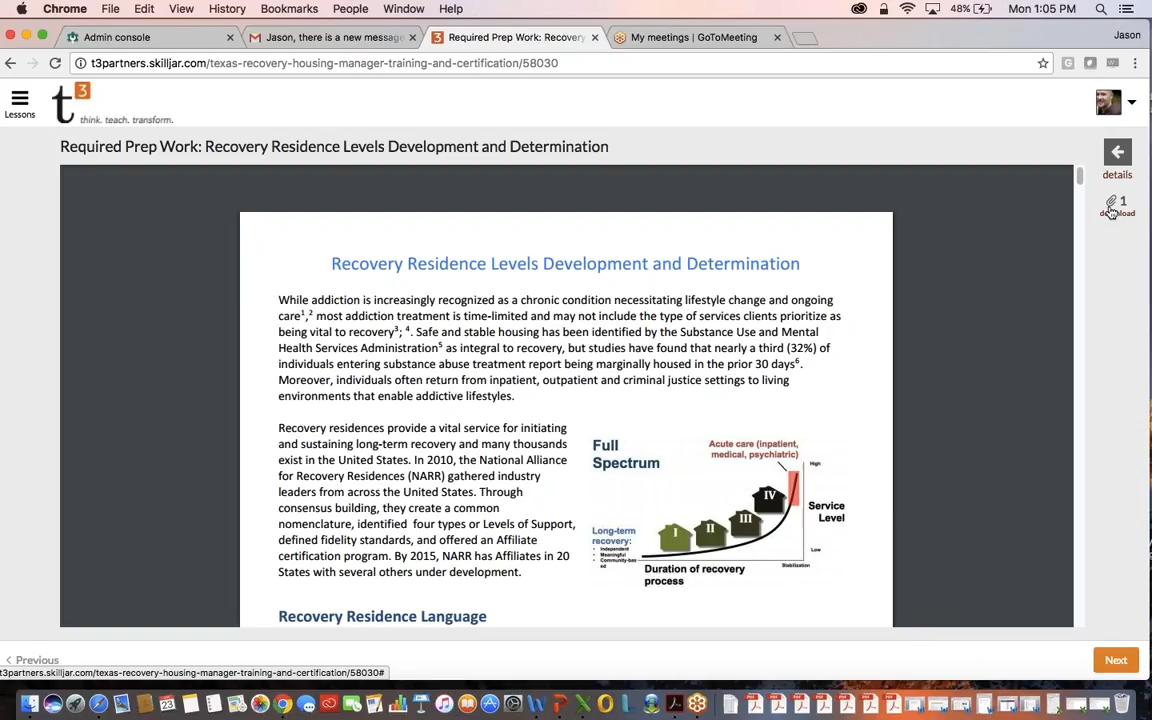 Chrome File Edit View History Bookmarks People Window Help 48% Mon 1:05 PM
Admin console
Jason, there is a new message
Required Prep Work: Recovery
My meetings | GoToMeeting
Jason
t3partners.skilljar.com/texas-recovery-housing-manager-training-and-certification/58030
Lessons
t3
think. teach. transform.
Required Prep Work: Recovery Residence Levels Development and Determination
details
1
download
Recovery Residence Levels Development and Determination
While addiction is increasingly recognized as a chronic condition necessitating lifestyle change and ongoing
care1,2 most addiction treatment is time-limited and may not include the type of services clients prioritize as
being vital to recovery3; 4. Safe and stable housing has been identified by the Substance Use and Mental
Health Services Administration5 as integral to recovery, but studies have found that nearly a third (32%) of
individuals entering substance abuse treatment report being marginally housed in the prior 30 days6.
Moreover, individuals often return from inpatient, outpatient and criminal justice settings to living
environments that enable addictive lifestyles.
Recovery residences provide a vital service for initiating
and sustaining long-term recovery and many thousands
exist in the United States. In 2010, the National Alliance
for Recovery Residences (NARR) gathered industry
leaders from across the United States. Through
consensus building, they create a common
nomenclature, identified four types or Levels of Support,
defined fidelity standards, and offered an Affiliate
certification program. By 2015, NARR has Affiliates in 20
States with several others under development.
Full
Spectrum
Acute care (inpatient,
medical, psychiatric)
High
I
II
III
IV
Service
Level
Long-term
recovery:
Independent
Meaningful
Community-bas
ed
Low
Duration of recovery
process
Stabilization
Recovery Residence Language
< Previous
Next
t3partners.skilljar.com/texas-recovery-housing-manager-training-and-certification/58030#
23